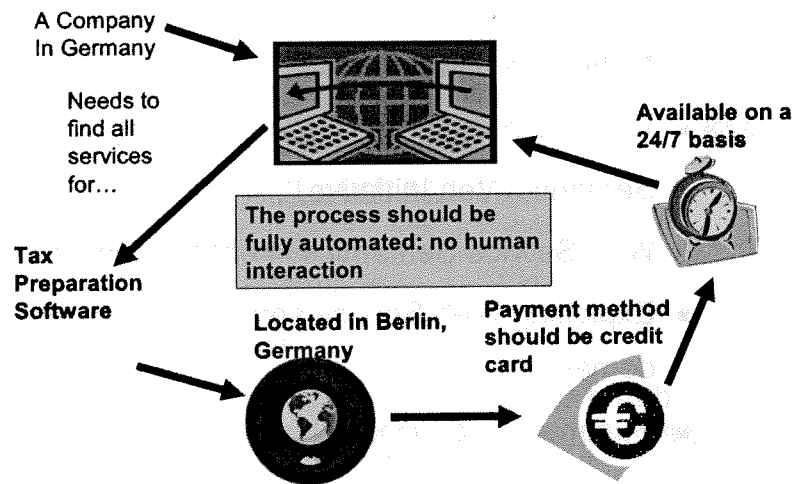 A Company
In Germany
Needs to
find all
services
for...
Available on a
24/7 basis
The process should be
fully automated: no human
interaction
Tax
Preparation
Software
Located in Berlin,
Germany
Payment method
should be credit
card
€